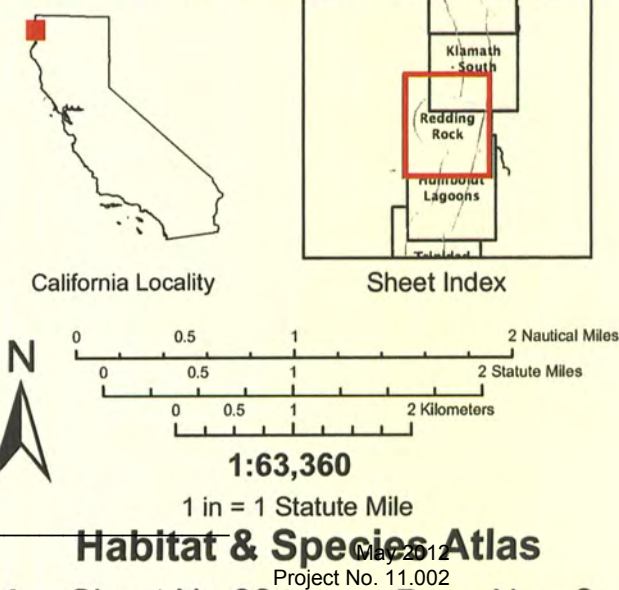 Klamath
- South
Redding
Rock
Humboldt
Lagoons
Trinidad
California Locality
Sheet Index
N
0 0.5 1 2 Nautical Miles
0 0.5 1 2 Statute Miles
0 0.5 1 2 Kilometers
1:63,360
1 in = 1 Statute Mile
Habitat & Species Atlas
May 2012
Project No. 11.002